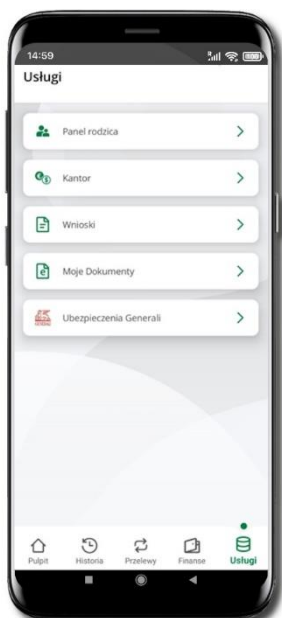 14:59
Usługi
Panel rodzica
Kantor
Wnioski
Moje Dokumenty
Ubezpieczenia Generali
Pulpit
Historia
Przelewy
Finanse
Usługi